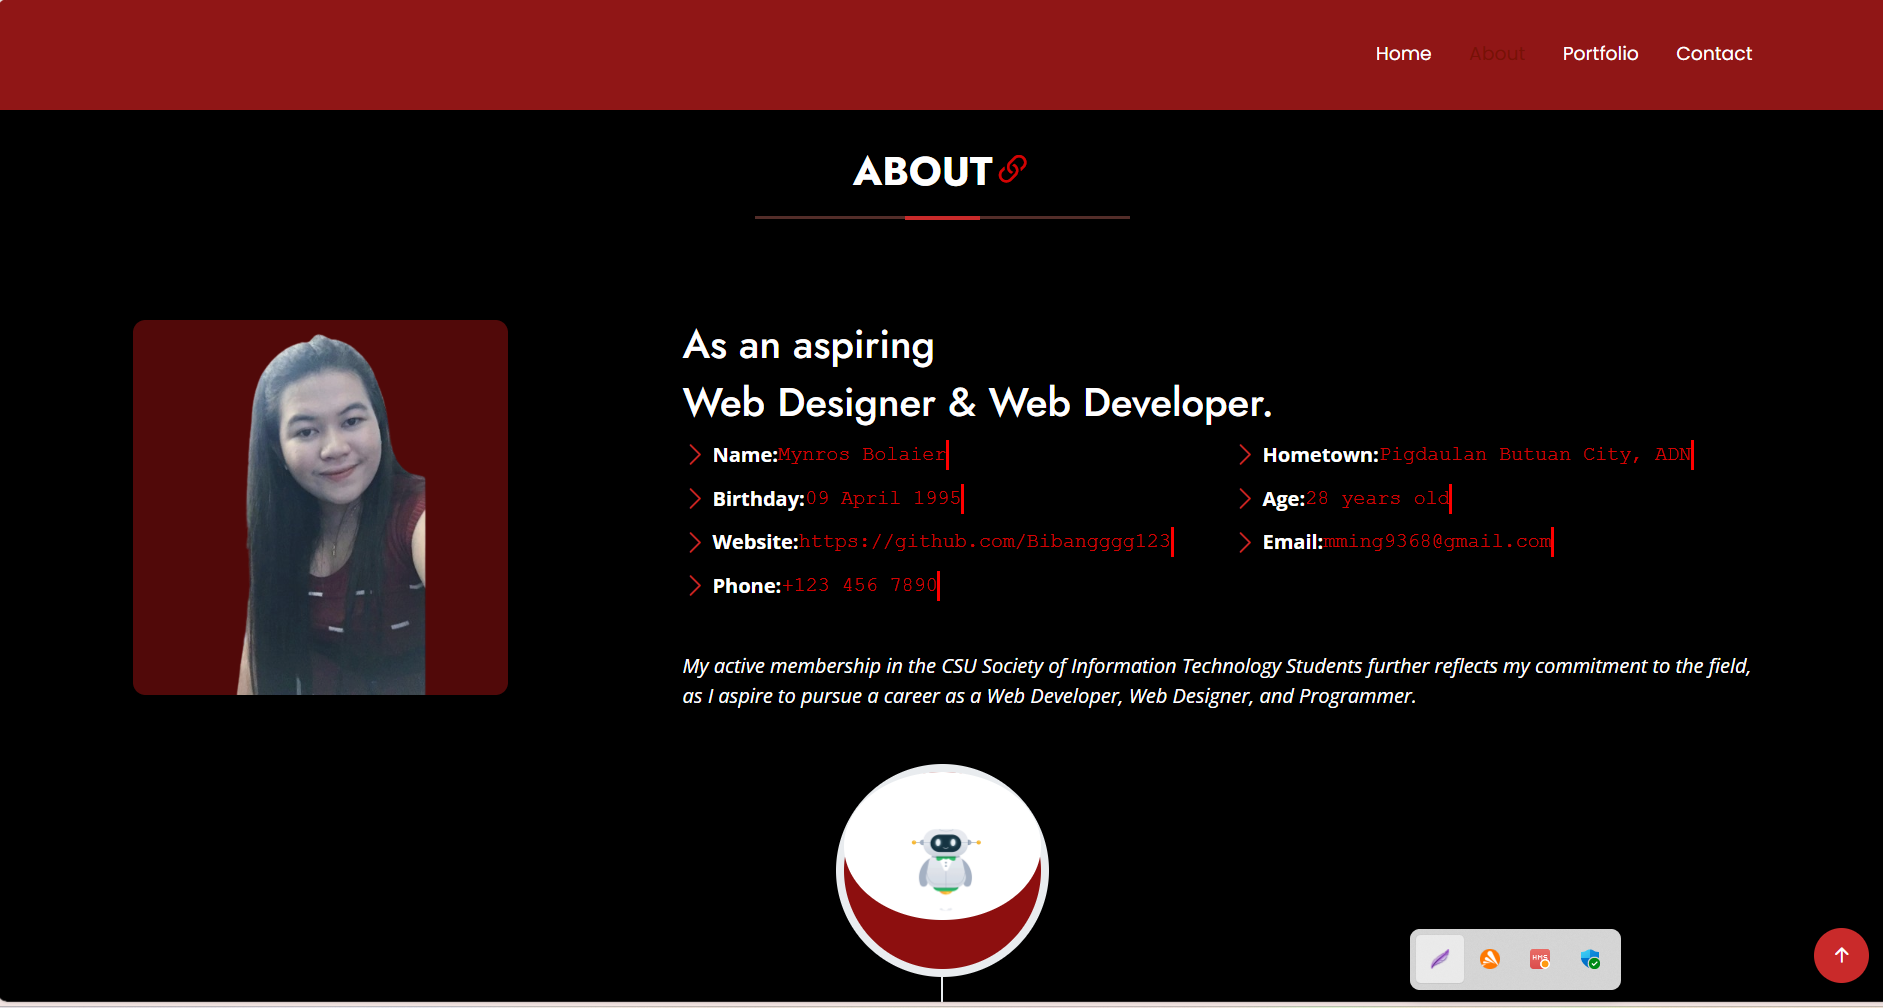 Home About Portfolio Contact
ABOUT
As an aspiring
Web Designer & Web Developer.
Name:Mynros Bolaier
Hometown:Pigdaulan Butuan City, ADN
Birthday:09 April 1995
Age:28 years old
Website:https://github.com/Bibangggg123
Email:mming9368@gmail.com
Phone:+123 456 7890
My active membership in the CSU Society of Information Technology Students further reflects my commitment to the field,
as I aspire to pursue a career as a Web Developer, Web Designer, and Programmer.
HMS